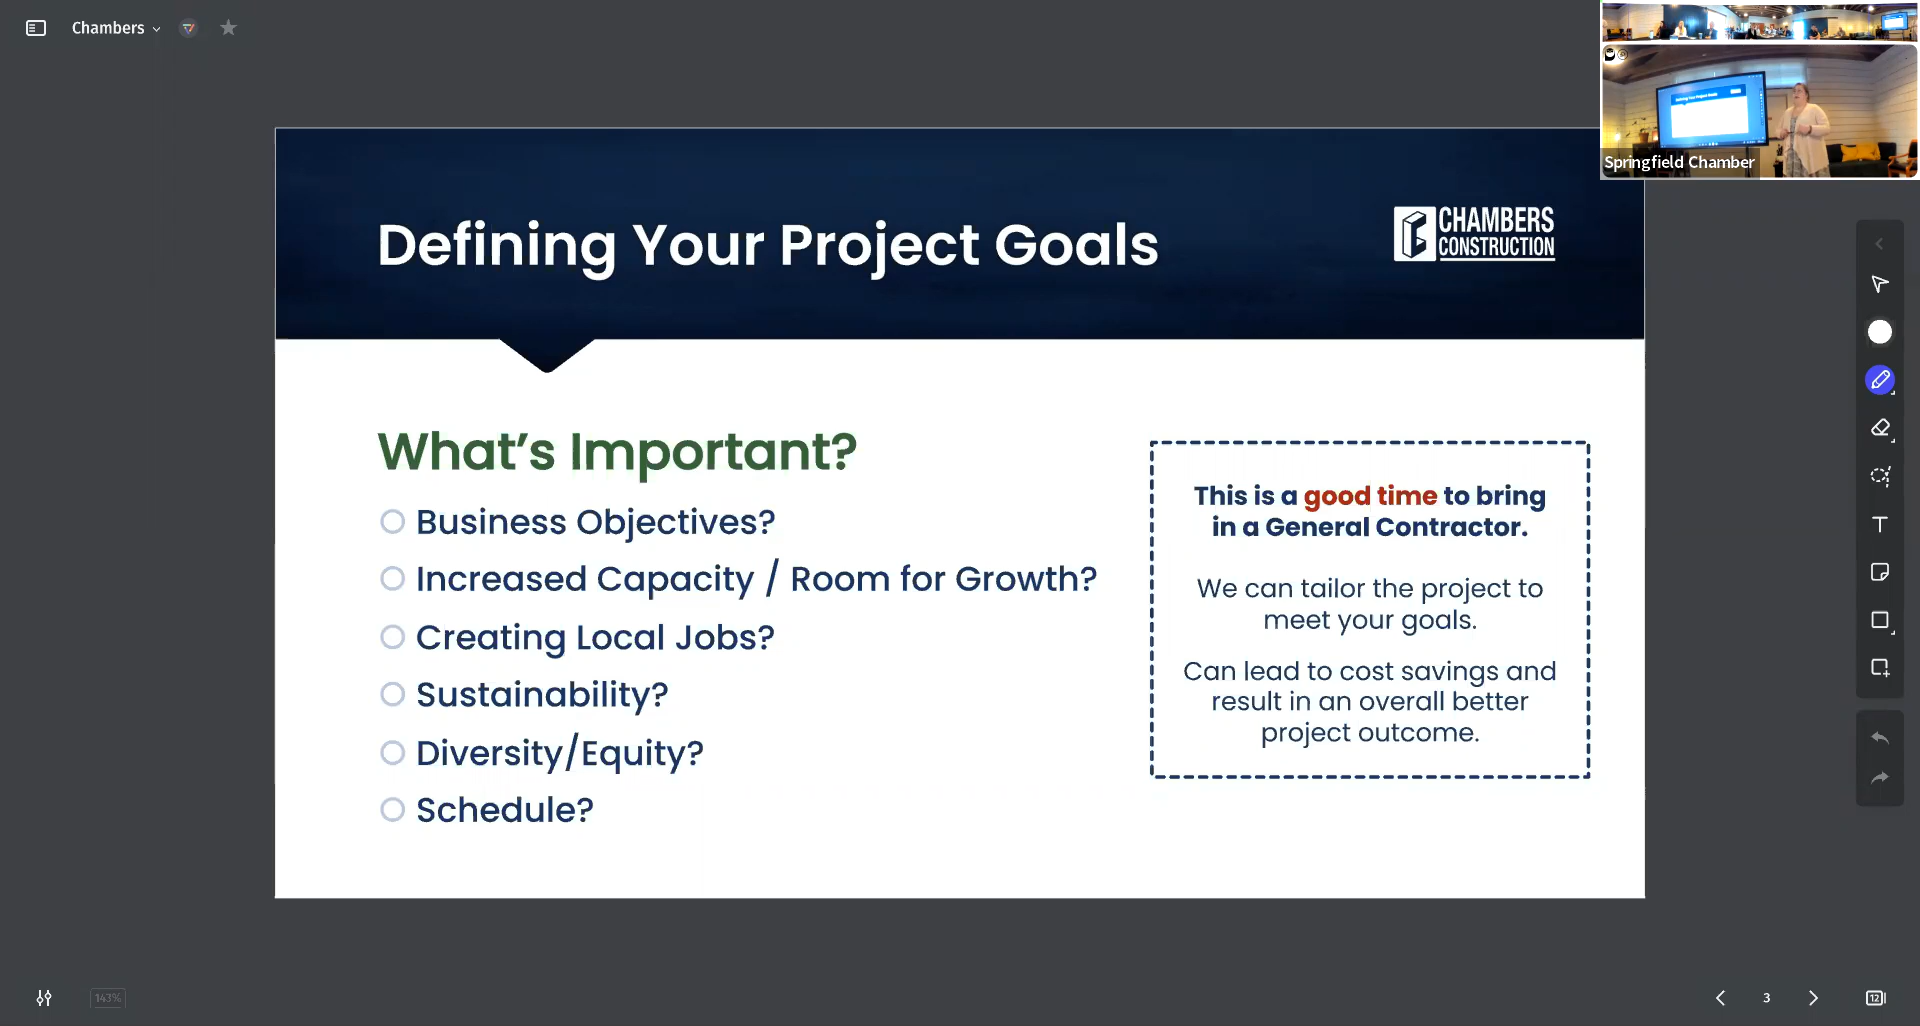 Chambers
Springfield Chamber
Defining Your Project Goals
CHAMBERS
CONSTRUCTION
What's Important?
Business Objectives?
Increased Capacity / Room for Growth?
Creating Local Jobs?
Sustainability?
Diversity/Equity?
Schedule?
This is a good time to bring
in a General Contractor.
We can tailor the project to
meet your goals.
Can lead to cost savings and
result in an overall better
project outcome.
T
143%
3
12